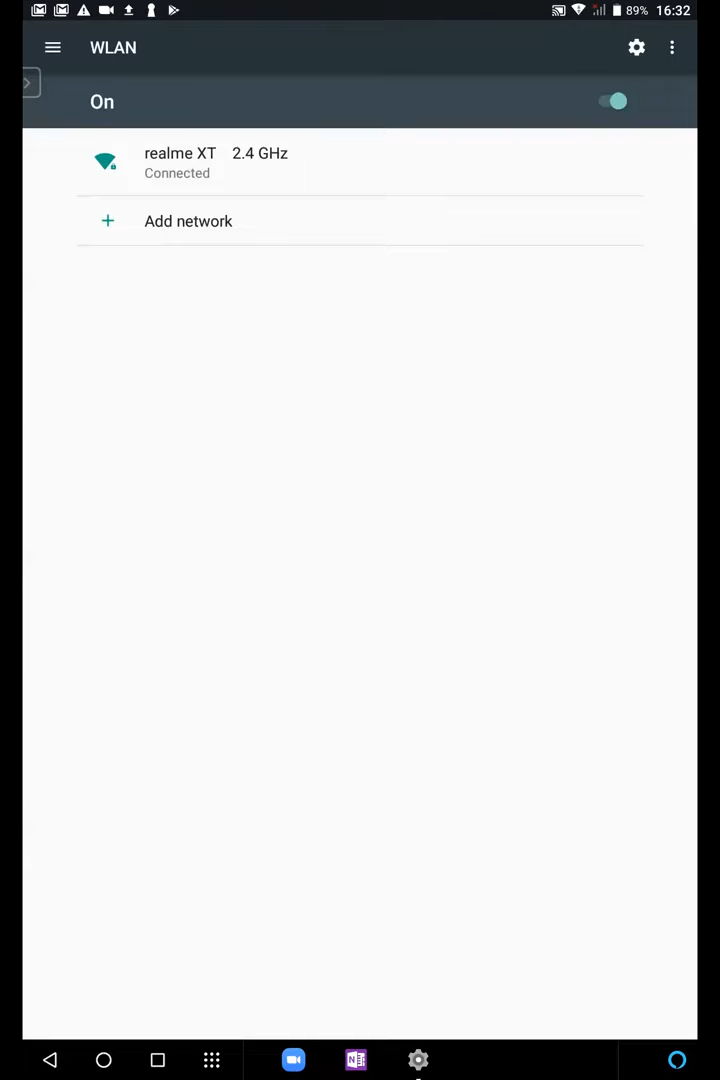 89% 16:32
WLAN
On
realme XT 2.4 GHz
Connected
Add network